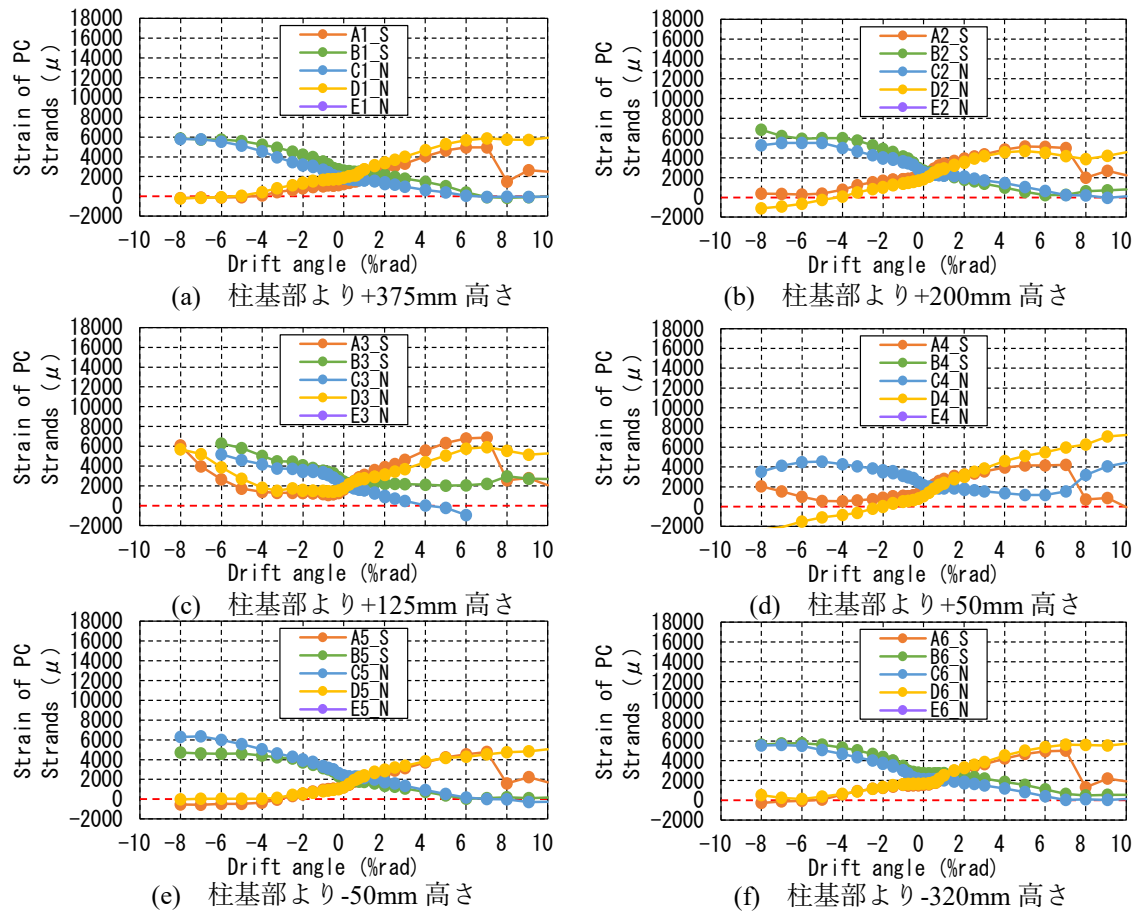 Strain of PC Strands (μ)
18000
16000
14000
12000
10000
8000
6000
4000
2000
0
-2000
A1_S
B1_S
C1_N
D1_N
E1_N
-10 -8 -6 -4 -2 0 2 4 6 8 10
Drift angle (%rad)
(a) 柱基部より+375mm 高さ
Strain of PC Strands (μ)
18000
16000
14000
12000
10000
8000
6000
4000
2000
0
-2000
A2_S
B2_S
C2_N
D2_N
E2_N
-10 -8 -6 -4 -2 0 2 4 6 8 10
Drift angle (%rad)
(b) 柱基部より+200mm 高さ
Strain of PC Strands (μ)
18000
16000
14000
12000
10000
8000
6000
4000
2000
0
-2000
A3_S
B3_S
C3_N
D3_N
E3_N
-10 -8 -6 -4 -2 0 2 4 6 8 10
Drift angle (%rad)
(c) 柱基部より+125mm 高さ
Strain of PC Strands (μ)
18000
16000
14000
12000
10000
8000
6000
4000
2000
0
-2000
A4_S
B4_S
C4_N
D4_N
E4_N
-10 -8 -6 -4 -2 0 2 4 6 8 10
Drift angle (%rad)
(d) 柱基部より+50mm 高さ
Strain of PC Strands (μ)
18000
16000
14000
12000
10000
8000
6000
4000
2000
0
-2000
A5_S
B5_S
C5_N
D5_N
E5_N
-10 -8 -6 -4 -2 0 2 4 6 8 10
Drift angle (%rad)
(e) 柱基部より-50mm 高さ
Strain of PC Strands (μ)
18000
16000
14000
12000
10000
8000
6000
4000
2000
0
-2000
A6_S
B6_S
C6_N
D6_N
E6_N
-10 -8 -6 -4 -2 0 2 4 6 8 10
Drift angle (%rad)
(f) 柱基部より-320mm 高さ